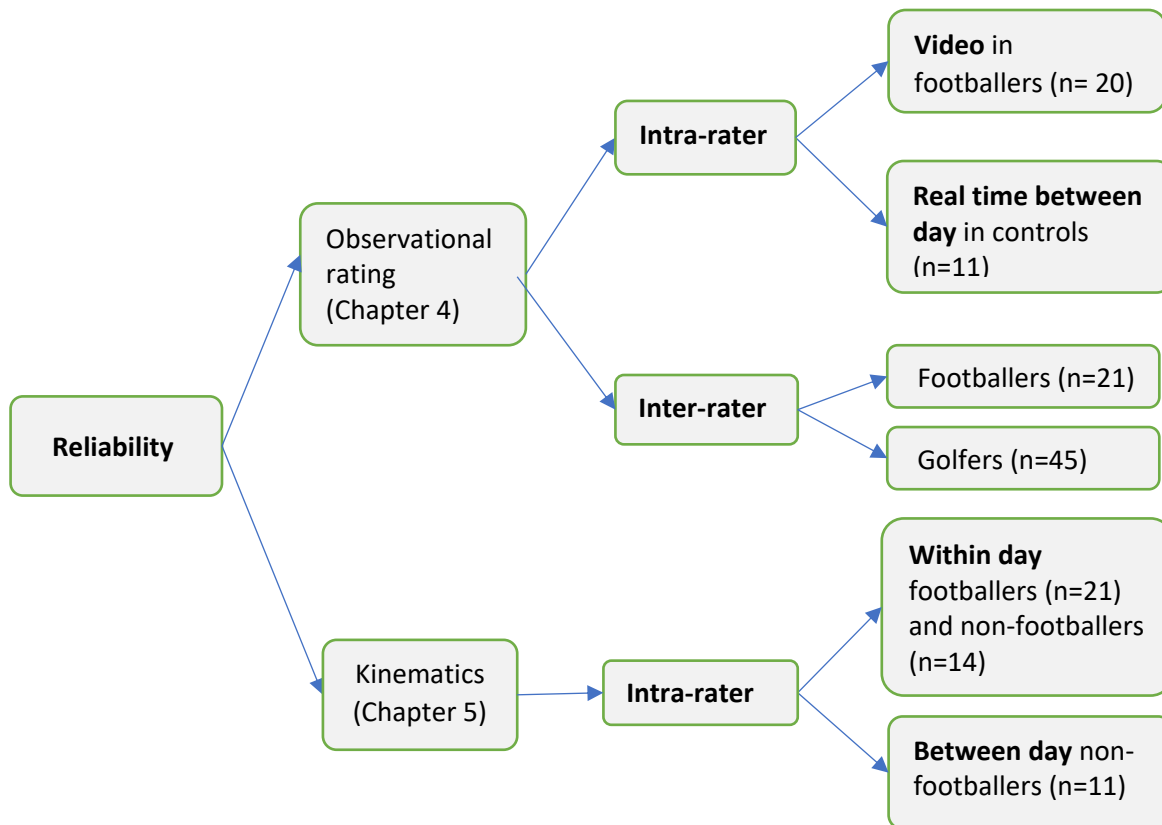 Reliability
Observational
rating
(Chapter 4)
Intra-rater
Video in
footballers (n= 20)
Real time between
day in controls
(n=11)
Inter-rater
Footballers (n=21)
Golfers (n=45)
Kinematics
(Chapter 5)
Intra-rater
Within day
footballers (n=21)
and non-footballers
(n=14)
Between day non-
footballers (n=11)